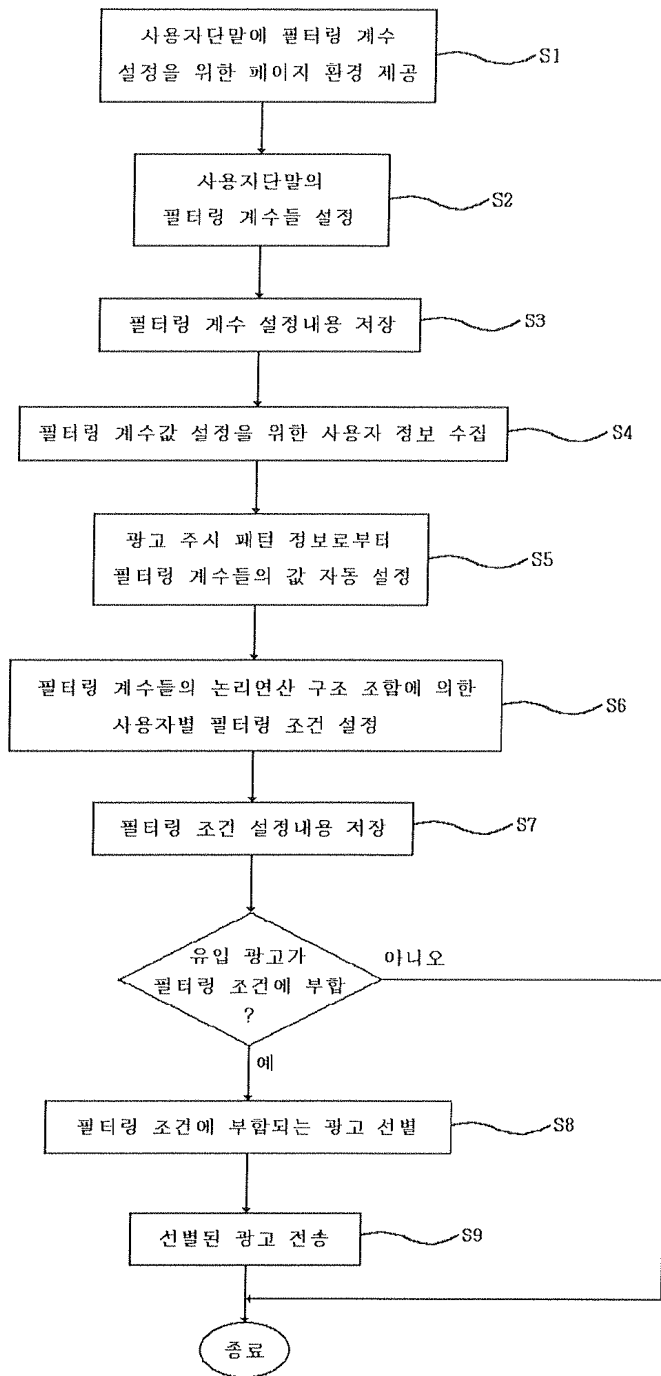 사용자단말에 필터링 계수
설정을 위한 페이지 환경 제공
S1
사용자단말의
필터링 계수들 설정
S2
필터링 계수 설정내용 저장
S3
필터링 계수값 설정을 위한 사용자 정보 수집
S4
광고 주시 패턴 정보로부터
필터링 계수들의 값 자동 설정
S5
필터링 계수들의 논리연산 구조 조합에 의한
사용자별 필터링 조건 설정
S6
필터링 조건 설정내용 저장
S7
유입 광고가
필터링 조건에 부합
?
아니오
예
필터링 조건에 부합되는 광고 선별
S8
선별된 광고 전송
S9
종료